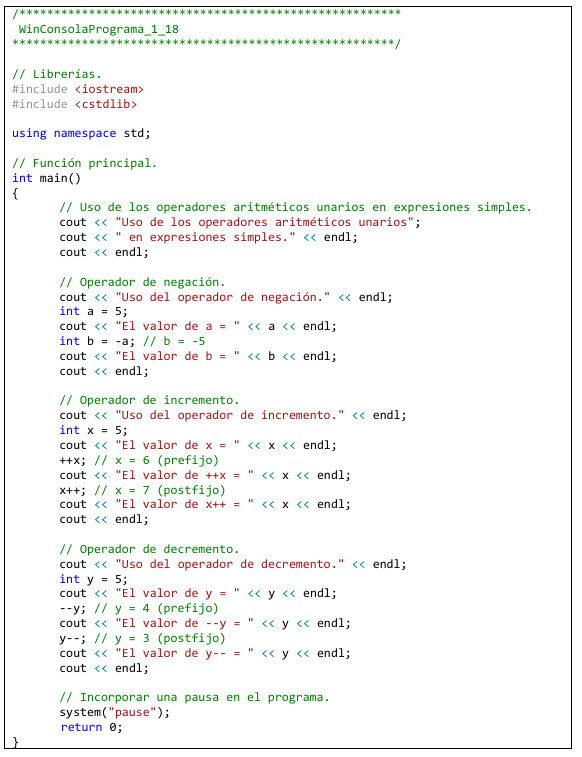 /*******************************************************
 WinConsolaPrograma_1_18
*******************************************************/

// Librerías.
#include <iostream>
#include <cstdlib>

using namespace std;

// Función principal.
int main()
{
	// Uso de los operadores aritméticos unarios en expresiones simples.
	cout << "Uso de los operadores aritméticos unarios";
	cout << " en expresiones simples." << endl;
	cout << endl;

	// Operador de negación.
	cout << "Uso del operador de negación." << endl;
	int a = 5;
	cout << "El valor de a = " << a << endl;
	int b = -a; // b = -5
	cout << "El valor de b = " << b << endl;
	cout << endl;

	// Operador de incremento.
	cout << "Uso del operador de incremento." << endl;
	int x = 5;
	cout << "El valor de x = " << x << endl;
	++x; // x = 6 (prefijo)
	cout << "El valor de ++x = " << x << endl;
	x++; // x = 7 (postfijo)
	cout << "El valor de x++ = " << x << endl;
	cout << endl;

	// Operador de decremento.
	cout << "Uso del operador de decremento." << endl;
	int y = 5;
	cout << "El valor de y = " << y << endl;
	--y; // y = 4 (prefijo)
	cout << "El valor de --y = " << y << endl;
	y--; // y = 3 (postfijo)
	cout << "El valor de y-- = " << y << endl;
	cout << endl;

	// Incorporar una pausa en el programa.
	system("pause");
	return 0;
}